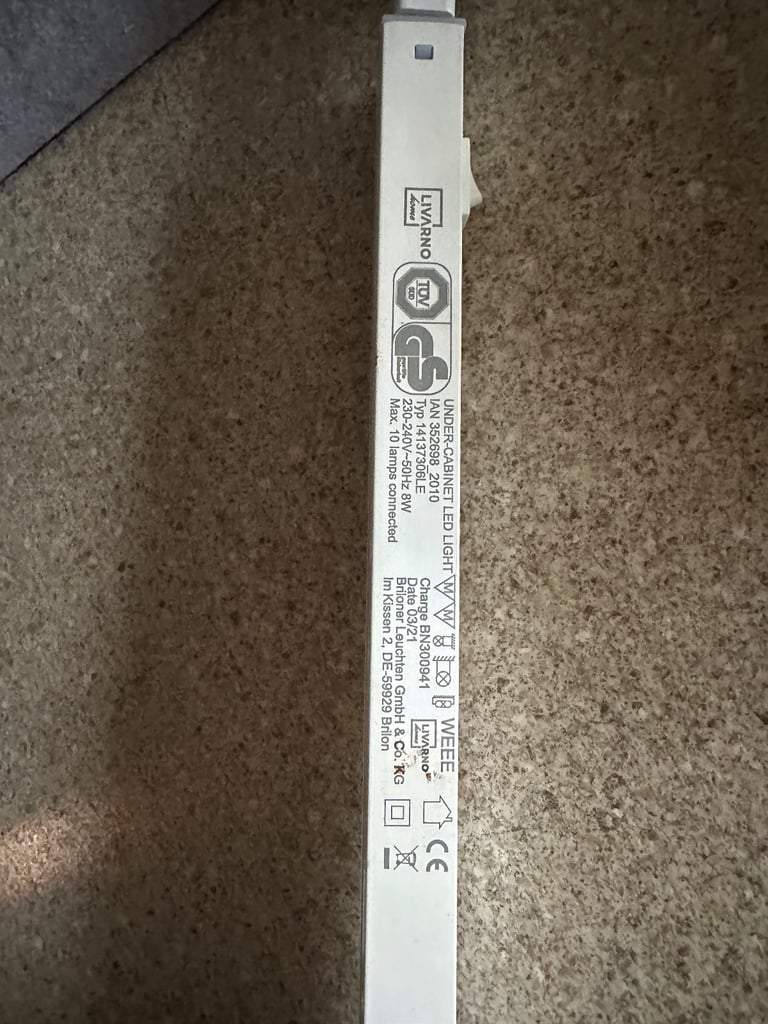 LIVARNO
home
TÜV
SÜD
GS
UNDER-CABINET LED LIGHT
IAN 352698_2010
Typ 14137306LE
230-240V~50Hz 8W
Max. 10 lamps connected
M M
WEEE
Charge BN300941
Date 03/21
Briloner Leuchten GmbH & Co. KG
Im Kissen 2, DE-59929 Brilon
LIVARNO
home
CE